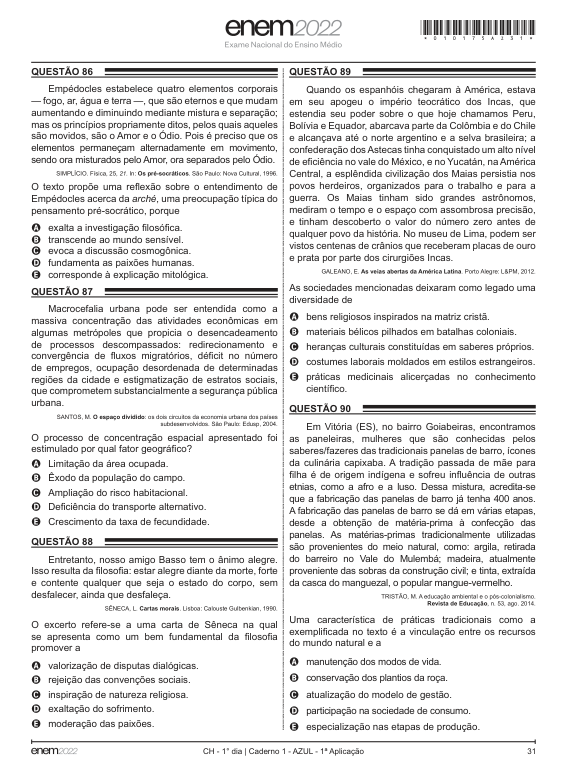 enem2022
Exame Nacional do Ensino Médio
*010175AZ31*
QUESTÃO 86
Empédocles estabelece quatro elementos corporais
— fogo, ar, água e terra —, que são eternos e que mudam
aumentando e diminuindo mediante mistura e separação;
mas os princípios propriamente ditos, pelos quais aqueles
são movidos, são o Amor e o Ódio. Pois é preciso que os
elementos permaneçam alternadamente em movimento,
sendo ora misturados pelo Amor, ora separados pelo Ódio.
SIMPLÍCIO. Física, 25, 21. In: Os pré-socráticos. São Paulo: Nova Cultural, 1996.
O texto propõe uma reflexão sobre o entendimento de
Empédocles acerca da arché, uma preocupação típica do
pensamento pré-socrático, porque
A exalta a investigação filosófica.
B transcende ao mundo sensível.
C evoca a discussão cosmogônica.
D fundamenta as paixões humanas.
E corresponde à explicação mitológica.
QUESTÃO 87
Macrocefalia urbana pode ser entendida como a
massiva concentração das atividades econômicas em
algumas metrópoles que propicia o desencadeamento
de processos descompassados: redirecionamento e
convergência de fluxos migratórios, déficit no número
de empregos, ocupação desordenada de determinadas
regiões da cidade e estigmatização de estratos sociais,
que comprometem substancialmente a segurança pública
urbana.
SANTOS, M. O espaço dividido: os dois circuitos da economia urbana dos países
subdesenvolvidos. São Paulo: Edusp, 2004.
O processo de concentração espacial apresentado foi
estimulado por qual fator geográfico?
A Limitação da área ocupada.
B Êxodo da população do campo.
C Ampliação do risco habitacional.
D Deficiência do transporte alternativo.
E Crescimento da taxa de fecundidade.
QUESTÃO 88
Entretanto, nosso amigo Basso tem o ânimo alegre.
Isso resulta da filosofia: estar alegre diante da morte, forte
e contente qualquer que seja o estado do corpo, sem
desfalecer, ainda que desfaleça.
SÊNECA, L. Cartas morais. Lisboa: Calouste Gulbenkian, 1990.
O excerto refere-se a uma carta de Sêneca na qual
se apresenta como um bem fundamental da filosofia
promover a
A valorização de disputas dialógicas.
B rejeição das convenções sociais.
C inspiração de natureza religiosa.
D exaltação do sofrimento.
E moderação das paixões.
QUESTÃO 89
Quando os espanhóis chegaram à América, estava
em seu apogeu o império teocrático dos Incas, que
estendia seu poder sobre o que hoje chamamos Peru,
Bolívia e Equador, abarcava parte da Colômbia e do Chile
e alcançava até o norte argentino e a selva brasileira; a
confederação dos Astecas tinha conquistado um alto nível
de eficiência no vale do México, e no Yucatán, na América
Central, a esplêndida civilização dos Maias persistia nos
povos herdeiros, organizados para o trabalho e para a
guerra. Os Maias tinham sido grandes astrônomos,
mediram o tempo e o espaço com assombrosa precisão,
e tinham descoberto o valor do número zero antes de
qualquer povo da história. No museu de Lima, podem ser
vistos centenas de crânios que receberam placas de ouro
e prata por parte dos cirurgiões Incas.
GALEANO, E. As veias abertas da América Latina. Porto Alegre: L&PM, 2012.
As sociedades mencionadas deixaram como legado uma
diversidade de
A bens religiosos inspirados na matriz cristã.
B materiais bélicos pilhados em batalhas coloniais.
C heranças culturais constituídas em saberes próprios.
D costumes laborais moldados em estilos estrangeiros.
E práticas medicinais alicerçadas no conhecimento
científico.
QUESTÃO 90
Em Vitória (ES), no bairro Goiabeiras, encontramos
as paneleiras, mulheres que são conhecidas pelos
saberes/fazeres das tradicionais panelas de barro, ícones
da culinária capixaba. A tradição passada de mãe para
filha é de origem indígena e sofreu influência de outras
etnias, como a afro e a luso. Dessa mistura, acredita-se
que a fabricação das panelas de barro já tenha 400 anos.
A fabricação das panelas de barro se dá em várias etapas,
desde a obtenção de matéria-prima à confecção das
panelas. As matérias-primas tradicionalmente utilizadas
são provenientes do meio natural, como: argila, retirada
do barreiro no Vale do Mulembá; madeira, atualmente
proveniente das sobras da construção civil; e tinta, extraída
da casca do manguezal, o popular mangue-vermelho.
TRISTÃO, M. A educação ambiental e o pós-colonialismo.
Revista de Educação, n. 53, ago. 2014.
Uma característica de práticas tradicionais como a
exemplificada no texto é a vinculação entre os recursos
do mundo natural e a
A manutenção dos modos de vida.
B conservação dos plantios da roça.
C atualização do modelo de gestão.
D participação na sociedade de consumo.
E especialização nas etapas de produção.
enem2022
CH - 1° dia | Caderno 1 - AZUL - 1ª Aplicação
31